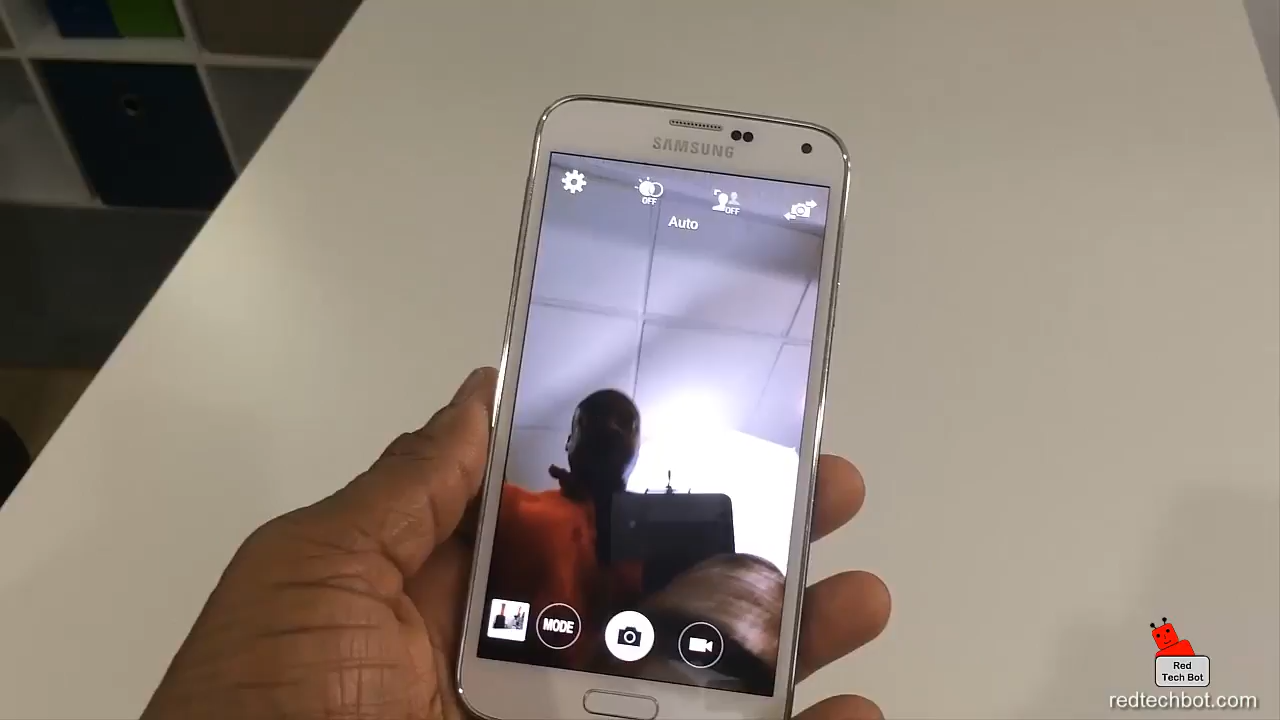 SAMSUNG
OFF
OFF
Auto
MODE
Red
Tech Bot
redtechbot.com